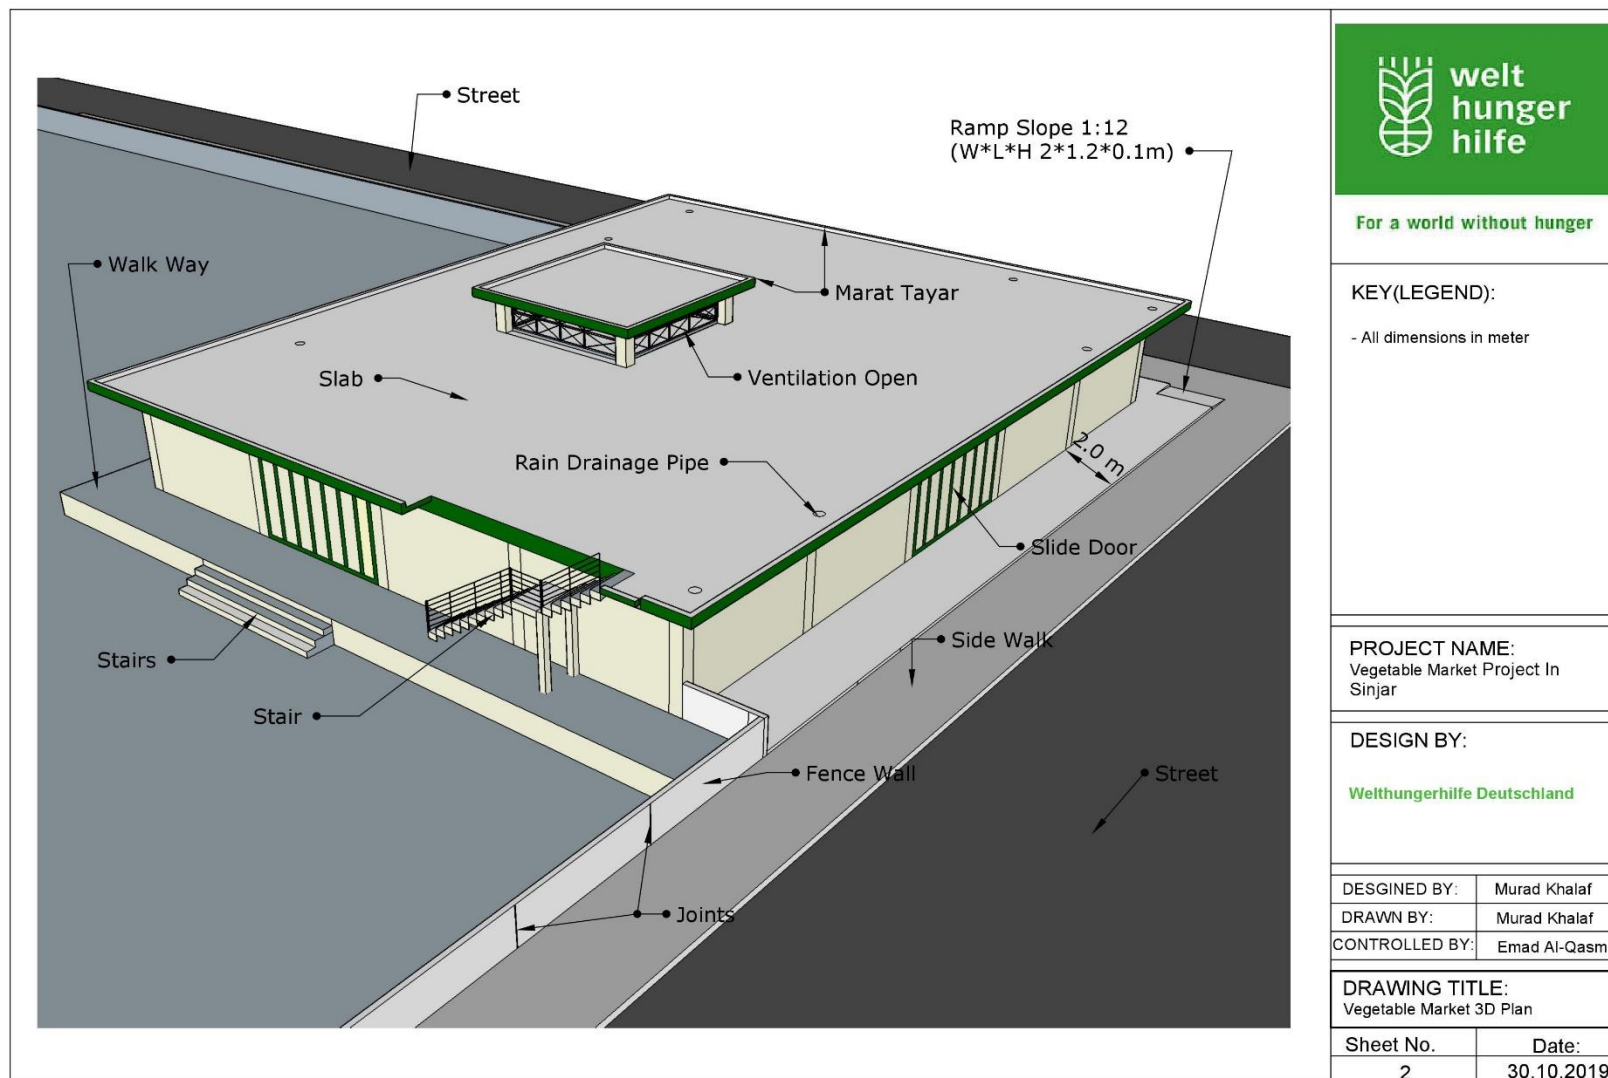 Street
Ramp Slope 1:12
(W*L*H 2*1.2*0.1m)
Walk Way
Marat Tayar
Slab
Ventilation Open
Rain Drainage Pipe
2.0 m
Slide Door
Side Walk
Stairs
Stair
Fence Wall
Street
Joints
welt
hunger
hilfe
For a world without hunger
KEY(LEGEND):
- All dimensions in meter
PROJECT NAME:
Vegetable Market Project In
Sinjar
DESIGN BY:
Welthungerhilfe Deutschland
DESGINED BY: Murad Khalaf
DRAWN BY: Murad Khalaf
CONTROLLED BY: Emad Al-Qasm
DRAWING TITLE:
Vegetable Market 3D Plan
Sheet No. Date:
2 30.10.2019